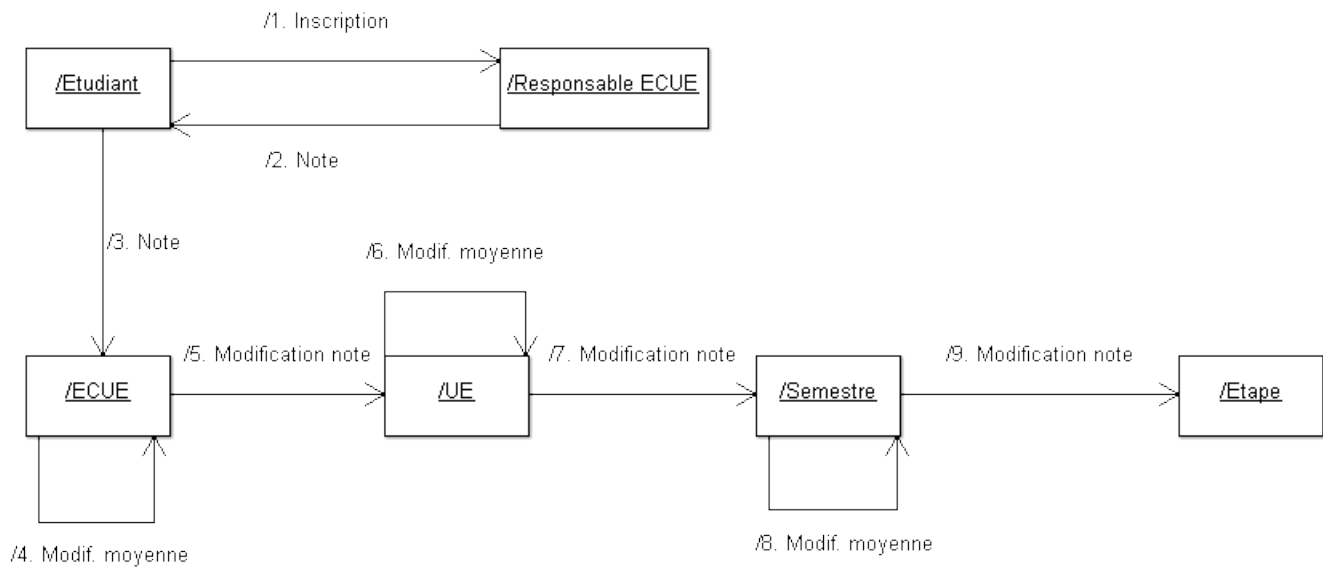 /1. Inscription
/Etudiant
/Responsable ECUE
/2. Note
/3. Note
/6. Modif. moyenne
/5. Modification note
/7. Modification note
/9. Modification note
/ECUE
/UE
/Semestre
/Etape
/4. Modif. moyenne
/8. Modif. moyenne